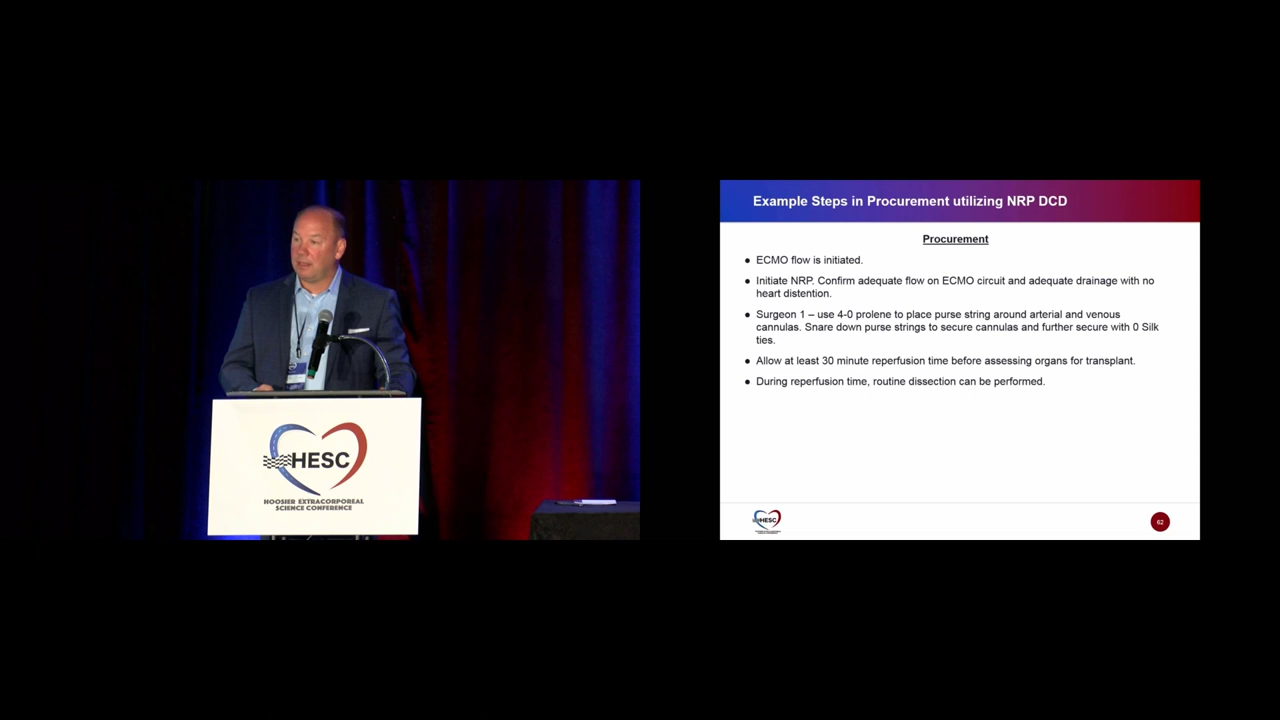 HESC
HOOSIER EXTRACORPOREAL
SCIENCE CONFERENCE
Example Steps in Procurement utilizing NRP DCD
Procurement
● ECMO flow is initiated.
● Initiate NRP. Confirm adequate flow on ECMO circuit and adequate drainage with no
heart distention.
● Surgeon 1 – use 4-0 prolene to place purse string around arterial and venous
cannulas. Snare down purse strings to secure cannulas and further secure with 0 Silk
ties.
● Allow at least 30 minute reperfusion time before assessing organs for transplant.
● During reperfusion time, routine dissection can be performed.
HESC
62